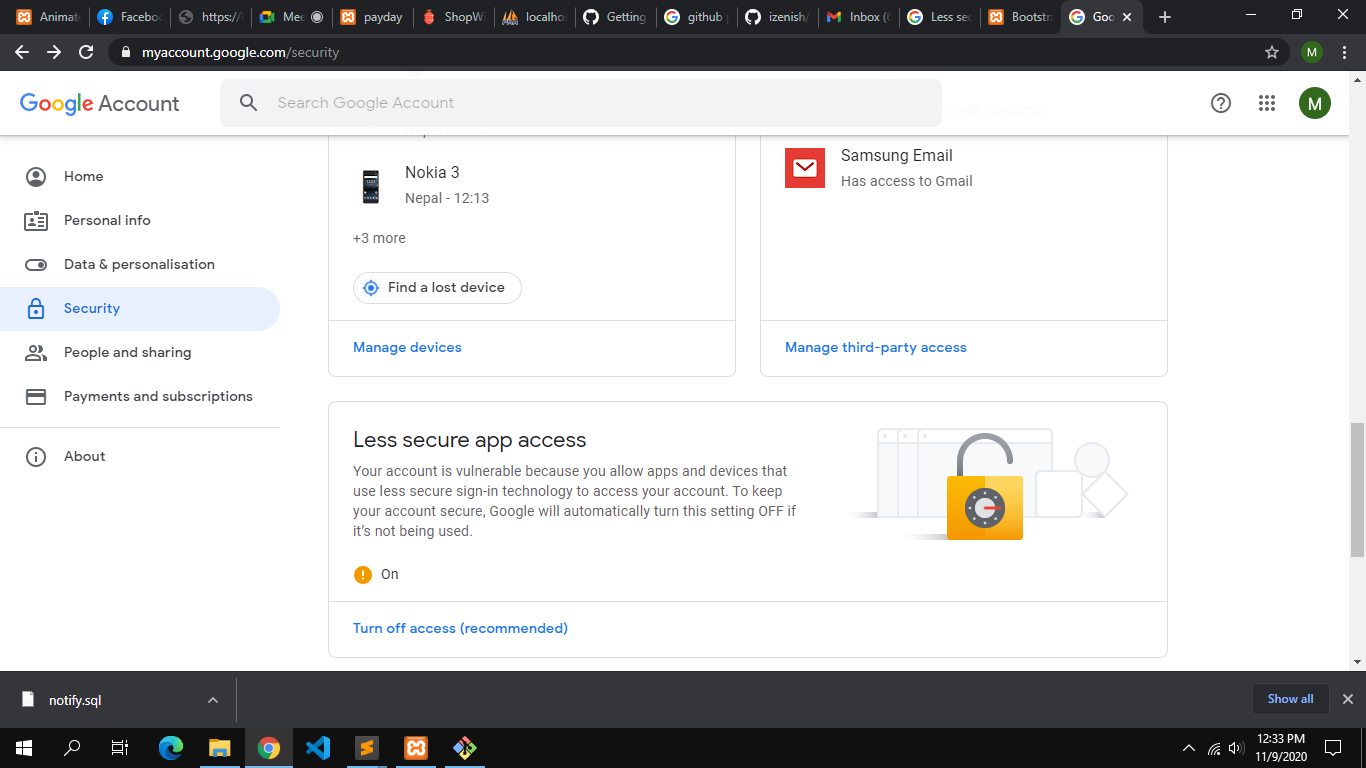 Animate
Facebo
https://
Mee
payday
ShopWi
localhos
Getting
github
izenish/
Inbox (6
Less sec
Bootstra
Goo
myaccount.google.com/security
M
Google Account
Search Google Account
M
Home
Personal info
Data & personalisation
Security
People and sharing
Payments and subscriptions
About
Nokia 3
Nepal - 12:13
+3 more
Find a lost device
Manage devices
Samsung Email
Has access to Gmail
Manage third-party access
Less secure app access
Your account is vulnerable because you allow apps and devices that
use less secure sign-in technology to access your account. To keep
your account secure, Google will automatically turn this setting OFF if
it's not being used.
On
Turn off access (recommended)
notify.sql
Show all
12:33 PM
11/9/2020